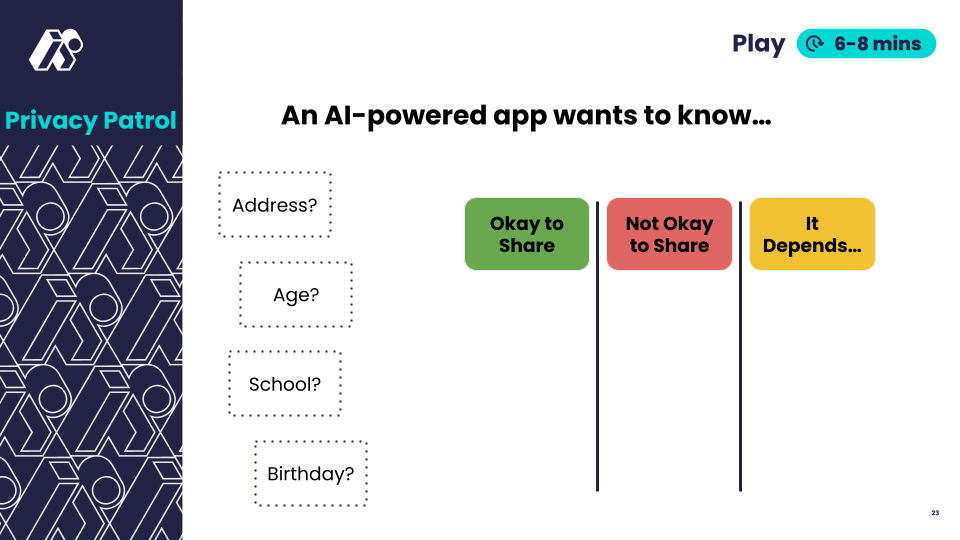 Play
6-8 mins
Privacy Patrol
An AI-powered app wants to know...
Address?
Age?
School?
Birthday?
Okay to
Share
Not Okay
to Share
It
Depends...
23